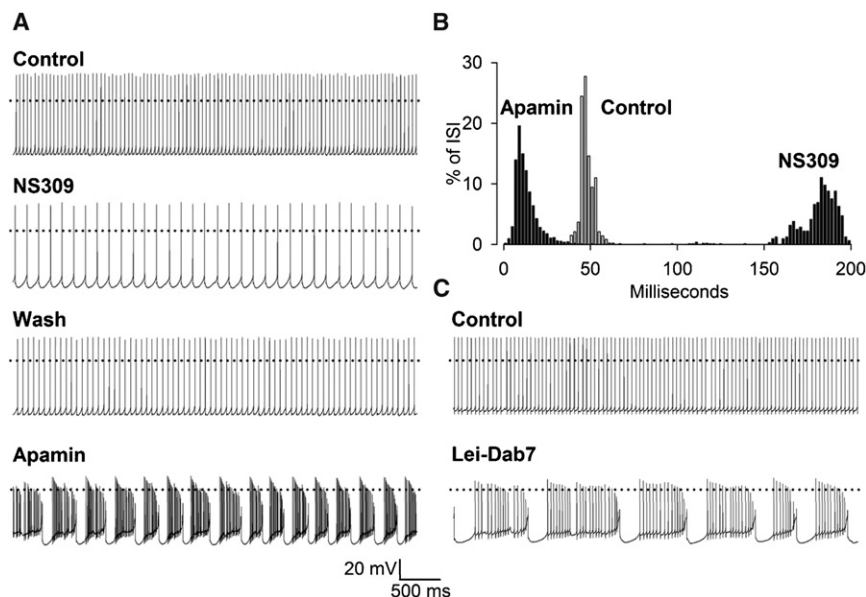 A
Control
NS309
Wash
Apamin
20 mV
500 ms
B
% of ISI
30
20
10
0
Apamin
Control
NS309
0
50
100
150
200
Milliseconds
C
Control
Lei-Dab7